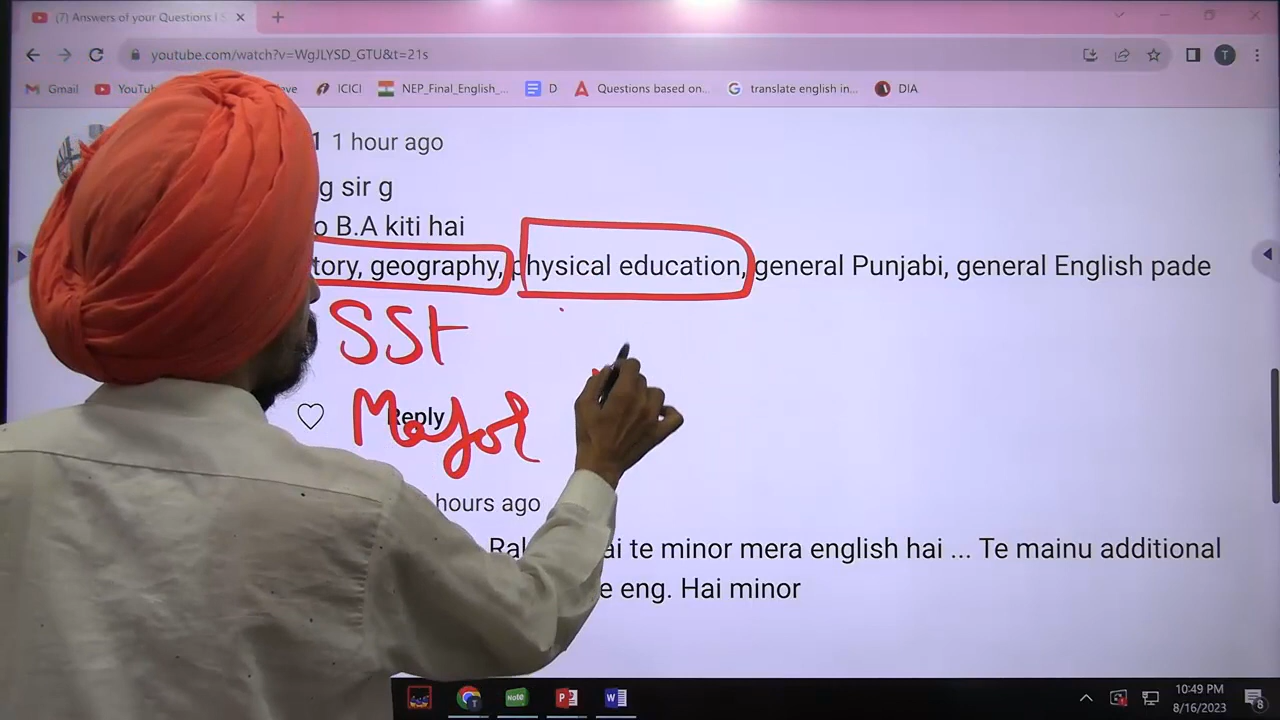 (7) Answers of your Questions I S
youtube.com/watch?v=WgJLYSD_GTU&t=21s
Gmail
ICICI
NEP_Final_English_...
D
Questions based on...
translate english in...
DIA
1 hour ago
g sir g
o B.A kiti hai
tory, geography, physical education, general Punjabi, general English pade
SSt
Major
Reply
hours ago
ai te minor mera english hai ... Te mainu additional
e eng. Hai minor
10:49 PM
8/16/2023